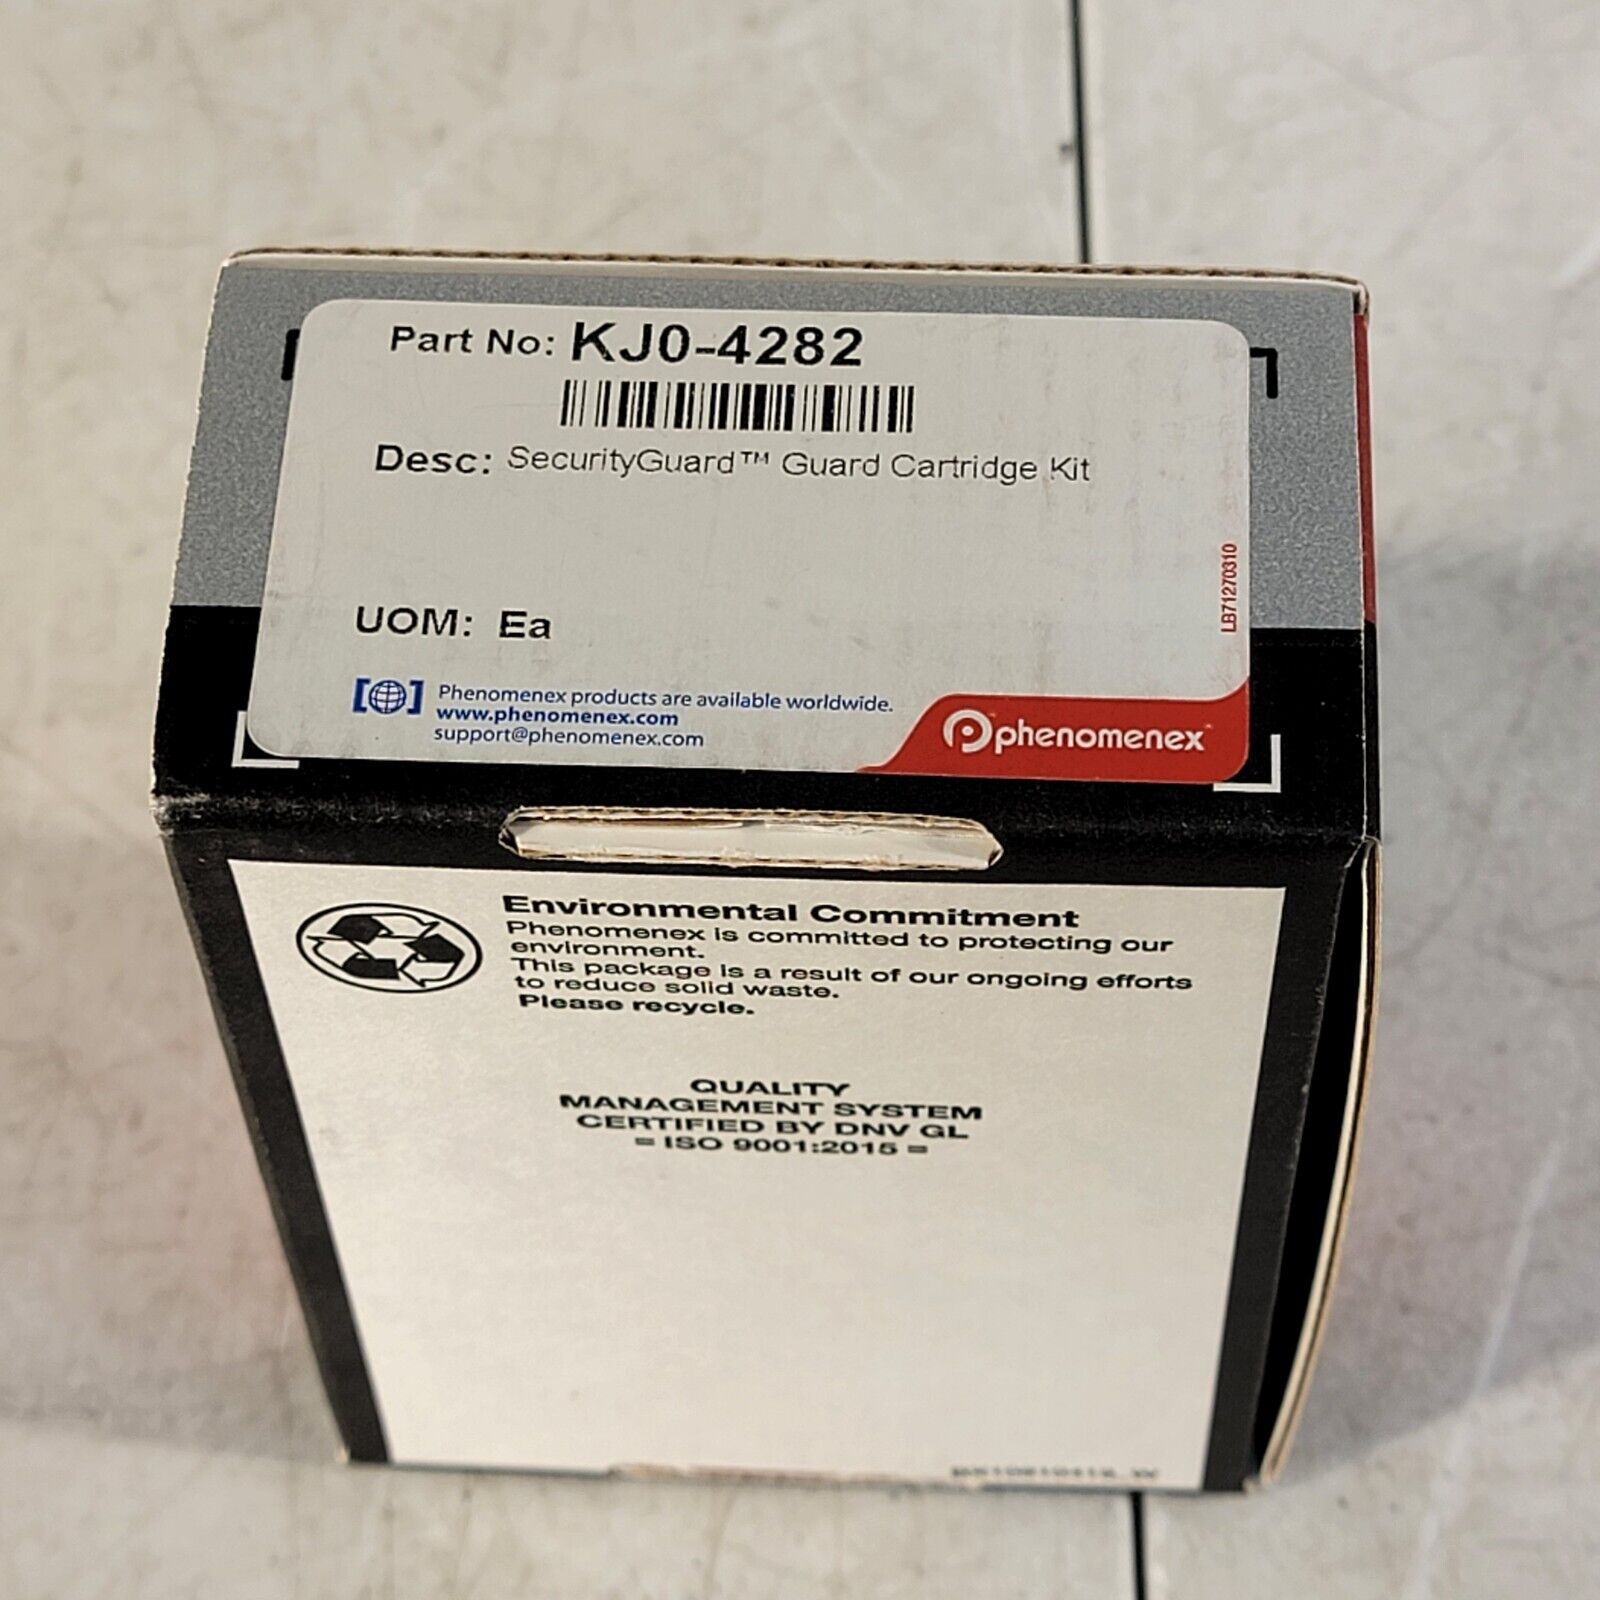 Part No: KJ0-4282
Desc: SecurityGuard™ Guard Cartridge Kit
LB71270310
UOM: Ea
Phenomenex products are available worldwide.
www.phenomenex.com
support@phenomenex.com
phenomenex™
Environmental Commitment
Phenomenex is committed to protecting our
environment.
This package is a result of our ongoing efforts
to reduce solid waste.
Please recycle.
QUALITY
MANAGEMENT SYSTEM
CERTIFIED BY DNV GL
= ISO 9001:2015 =